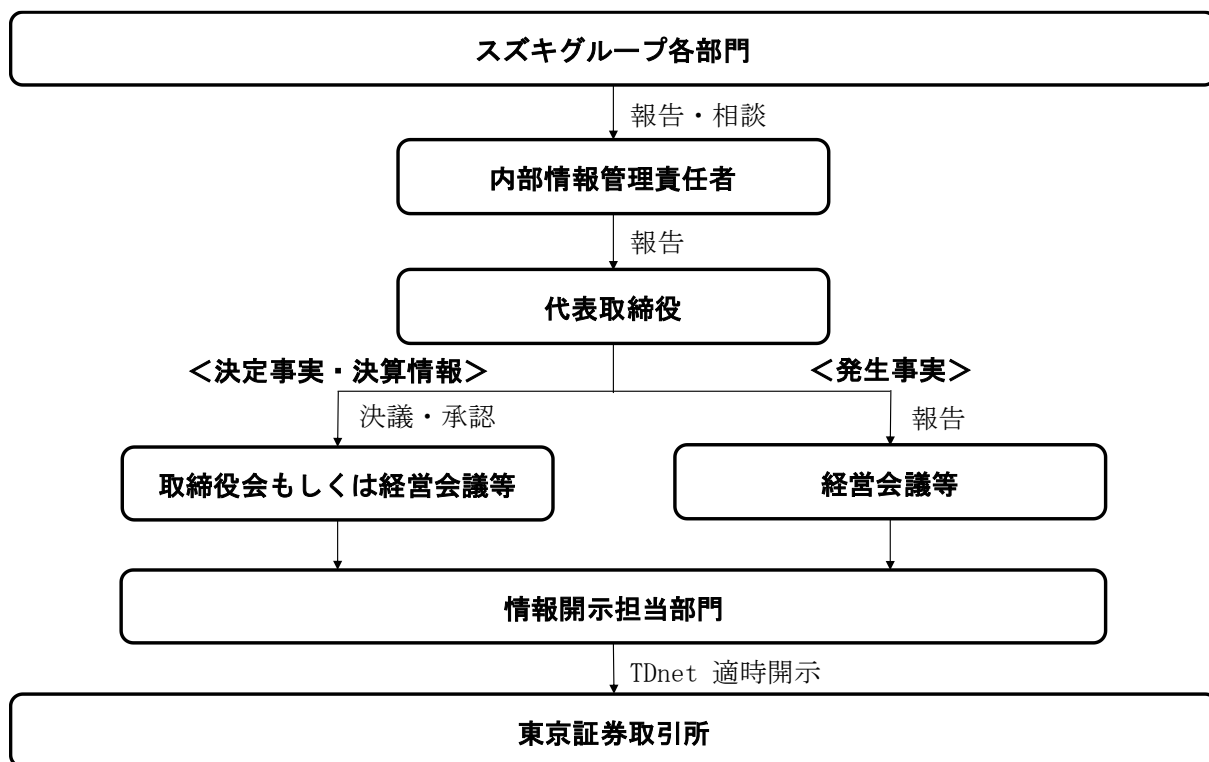 スズキグループ各部門
報告・相談
内部情報管理責任者
報告
代表取締役
＜決定事実・決算情報＞
＜発生事実＞
決議・承認
報告
取締役会もしくは経営会議等
経営会議等
情報開示担当部門
TDnet 適時開示
東京証券取引所